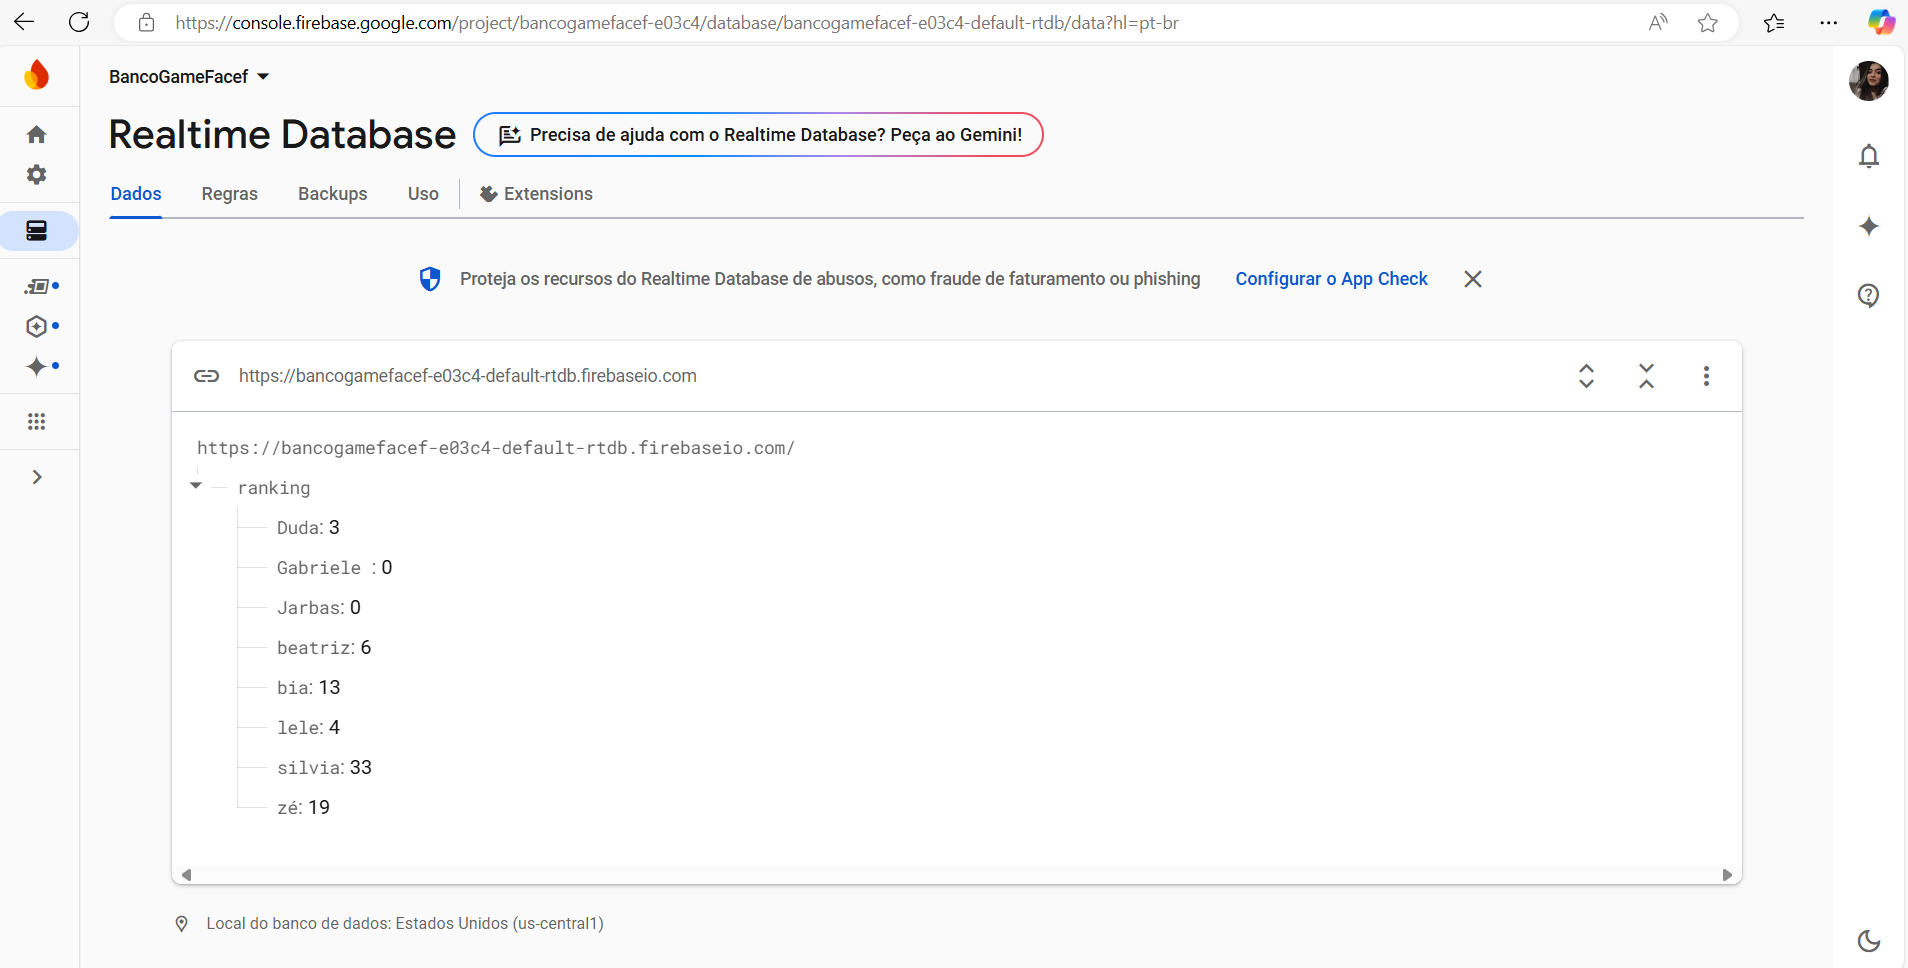 https://console.firebase.google.com/project/bancogamefacef-e03c4/database/bancogamefacef-e03c4-default-rtdb/data?hl=pt-br
BancoGameFacef
Realtime Database
Precisa de ajuda com o Realtime Database? Peça ao Gemini!
Dados Regras Backups Uso Extensions
Proteja os recursos do Realtime Database de abusos, como fraude de faturamento ou phishing Configurar o App Check
https://bancogamefacef-e03c4-default-rtdb.firebaseio.com
https://bancogamefacef-e03c4-default-rtdb.firebaseio.com/
ranking
Duda: 3
Gabriele : 0
Jarbas: 0
beatriz: 6
bia: 13
lele: 4
silvia: 33
zé: 19
Local do banco de dados: Estados Unidos (us-central1)